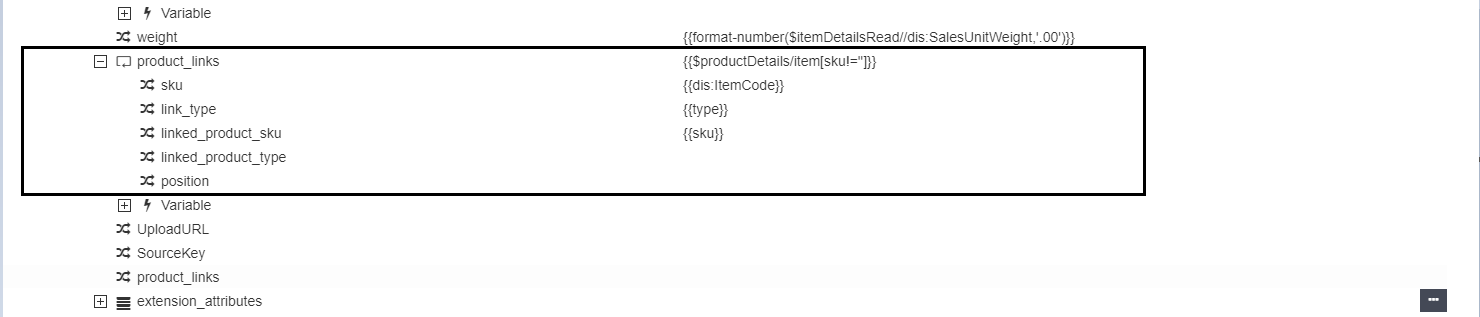 Variable
weight {{format-number($itemDetailsRead//dis:SalesUnitWeight,'.00')}}
product_links {{$productDetails/item[sku!='']}}
sku {{dis:ItemCode}}
link_type {{type}}
linked_product_sku {{sku}}
linked_product_type
position
Variable
UploadURL
SourceKey
product_links
extension_attributes